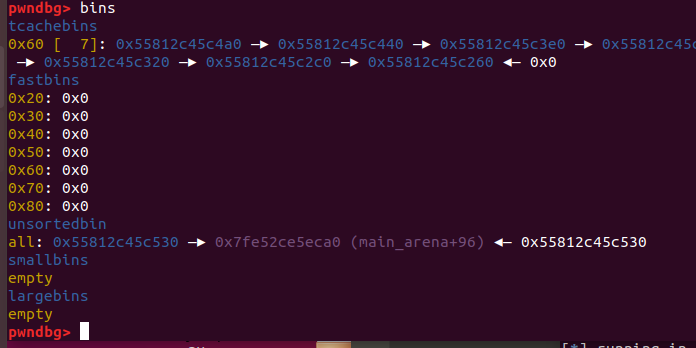 pwndbg> bins
tcachebins
0x60 [  7]: 0x55812c45c4a0 —▸ 0x55812c45c440 —▸ 0x55812c45c3e0 —▸ 0x55812c45c
 —▸ 0x55812c45c320 —▸ 0x55812c45c2c0 —▸ 0x55812c45c260 ◂— 0x0
fastbins
0x20: 0x0
0x30: 0x0
0x40: 0x0
0x50: 0x0
0x60: 0x0
0x70: 0x0
0x80: 0x0
unsortedbin
all: 0x55812c45c530 —▸ 0x7fe52ce5eca0 (main_arena+96) ◂— 0x55812c45c530
smallbins
empty
largebins
empty
pwndbg>